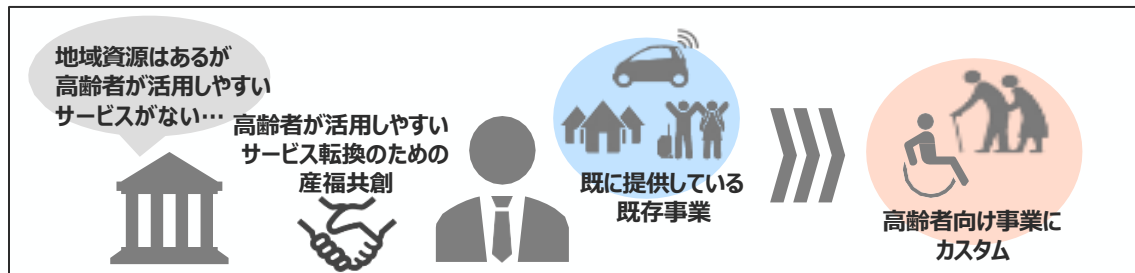 地域資源はあるが
高齢者が活用しやすい
サービスがない…
高齢者が活用しやすい
サービス転換のための
産福共創
既に提供している
既存事業
高齢者向け事業に
カスタム